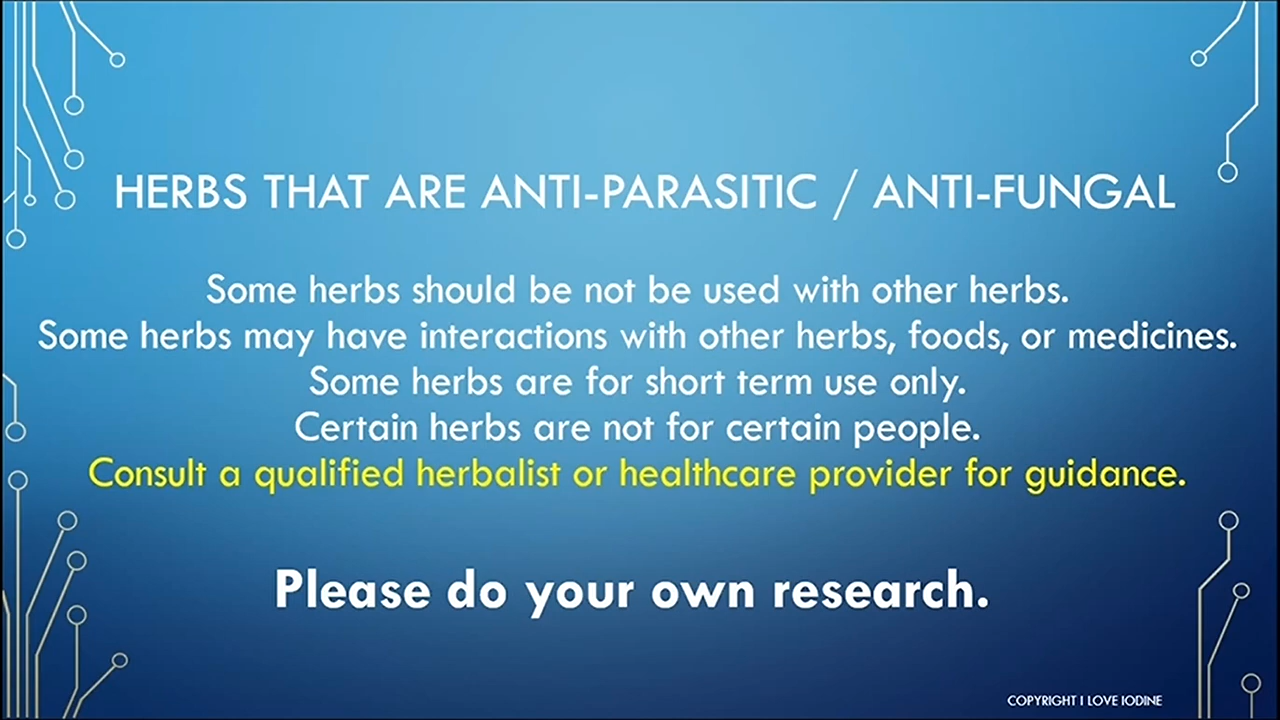 HERBS THAT ARE ANTI-PARASITIC / ANTI-FUNGAL
Some herbs should be not be used with other herbs.
Some herbs may have interactions with other herbs, foods, or medicines.
Some herbs are for short term use only.
Certain herbs are not for certain people.
Consult a qualified herbalist or healthcare provider for guidance.
Please do your own research.
COPYRIGHT I LOVE IODINE